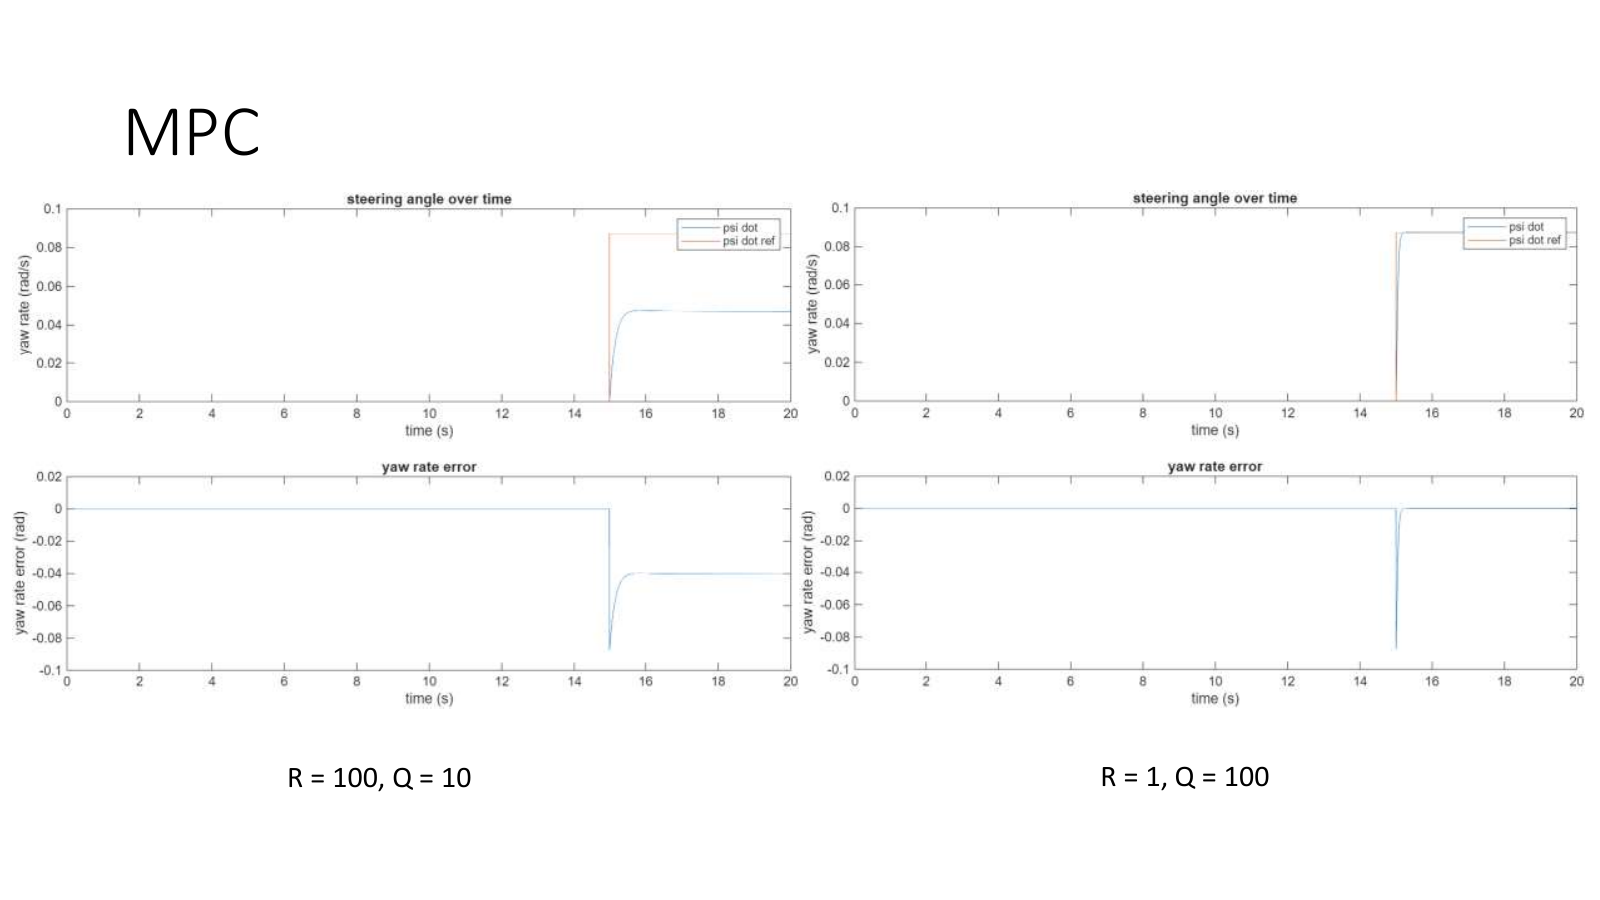 MPC
steering angle over time
0.1
0.08
0.06
0.04
0.02
0
yaw rate (rad/s)
psi dot
psi dot ref
0 2 4 6 8 10 12 14 16 18 20
time (s)
yaw rate error
0.02
0
-0.02
-0.04
-0.06
-0.08
-0.1
yaw rate error (rad)
0 2 4 6 8 10 12 14 16 18 20
time (s)
R = 100, Q = 10
steering angle over time
0.1
0.08
0.06
0.04
0.02
0
yaw rate (rad/s)
psi dot
psi dot ref
0 2 4 6 8 10 12 14 16 18 20
time (s)
yaw rate error
0.02
0
-0.02
-0.04
-0.06
-0.08
-0.1
yaw rate error (rad)
0 2 4 6 8 10 12 14 16 18 20
time (s)
R = 1, Q = 100